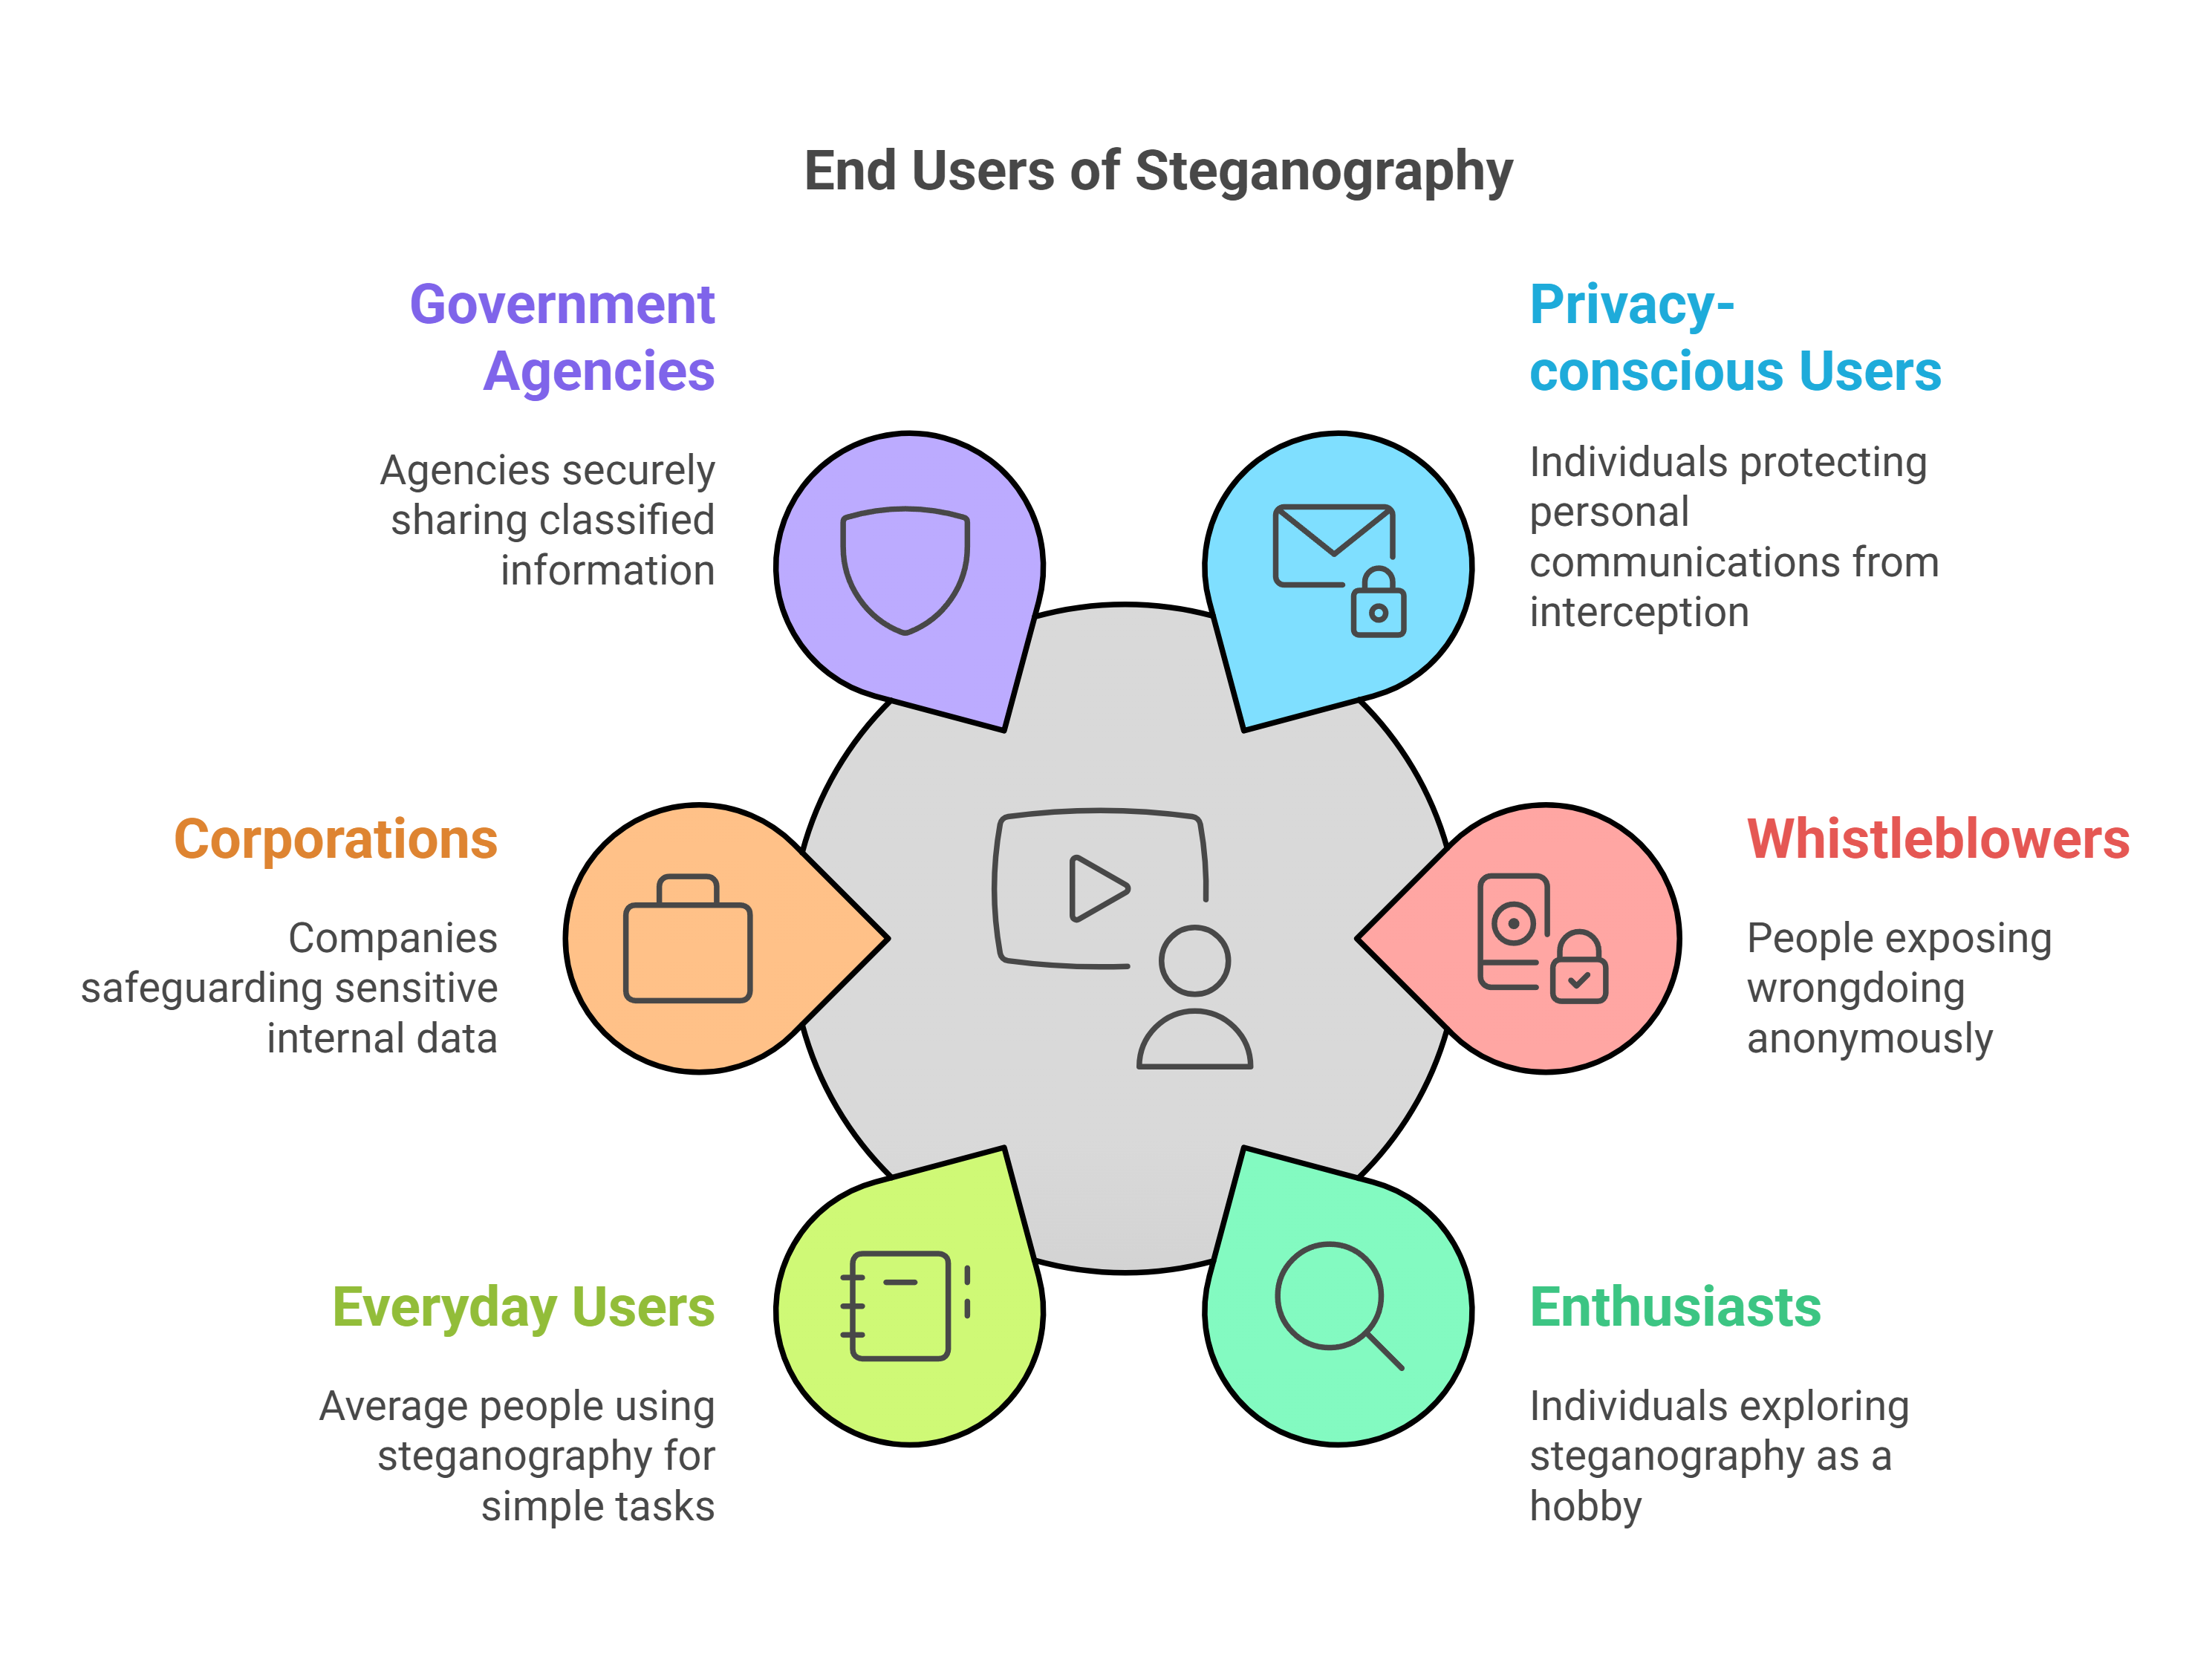 End Users of Steganography
Government
Agencies
Agencies securely
sharing classified
information
Privacy-
conscious Users
Individuals protecting
personal
communications from
interception
Corporations
Companies
safeguarding sensitive
internal data
Whistleblowers
People exposing
wrongdoing
anonymously
Everyday Users
Average people using
steganography for
simple tasks
Enthusiasts
Individuals exploring
steganography as a
hobby